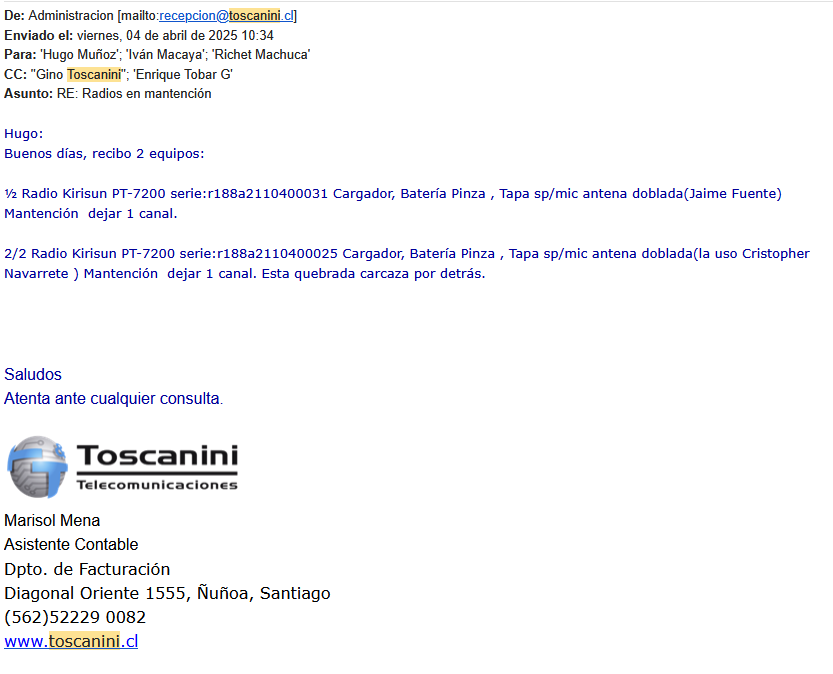 De: Administracion [mailto:recepcion@toscanini.cl]
Enviado el: viernes, 04 de abril de 2025 10:34
Para: 'Hugo Muñoz'; 'Iván Macaya'; 'Richet Machuca'
CC: "Gino Toscanini"; 'Enrique Tobar G'
Asunto: RE: Radios en mantención
Hugo:
Buenos días, recibo 2 equipos:
½ Radio Kirisun PT-7200 serie:r188a2110400031 Cargador, Batería Pinza , Tapa sp/mic antena doblada(Jaime Fuente)
Mantención  dejar 1 canal.
2/2 Radio Kirisun PT-7200 serie:r188a2110400025 Cargador, Batería Pinza , Tapa sp/mic antena doblada(la uso Cristopher
Navarrete ) Mantención  dejar 1 canal. Esta quebrada carcaza por detrás.
Saludos
Atenta ante cualquier consulta.
Toscanini
Telecomunicaciones
Marisol Mena
Asistente Contable
Dpto. de Facturación
Diagonal Oriente 1555, Ñuñoa, Santiago
(562)52229 0082
www.toscanini.cl